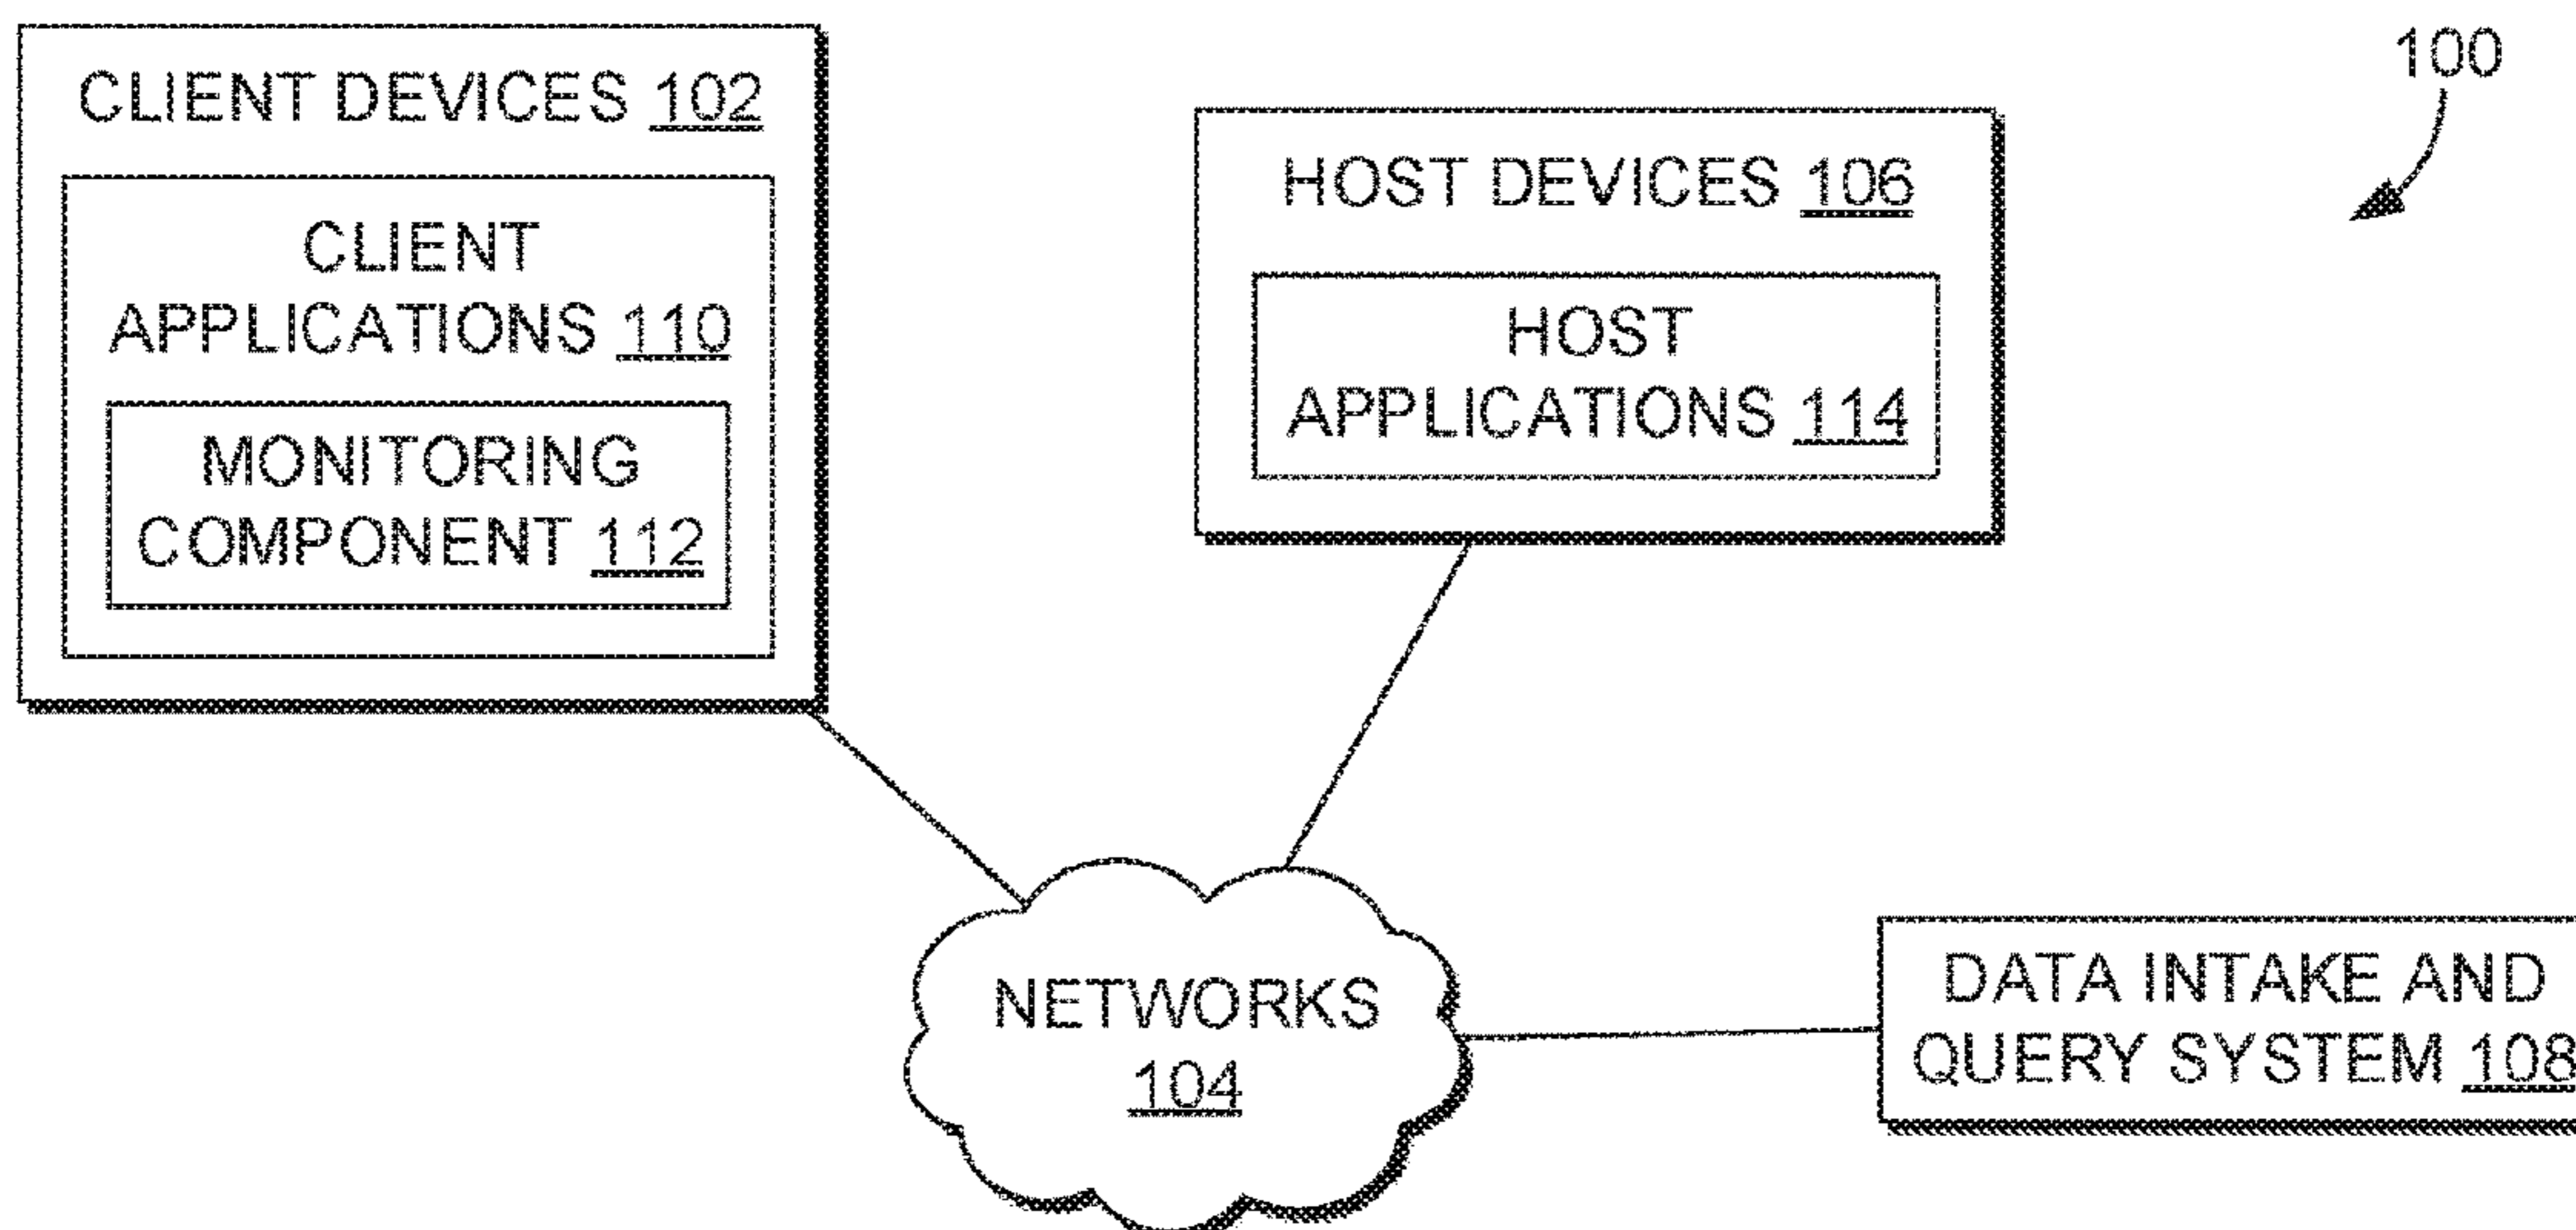 100
CLIENT DEVICES 102
CLIENT
APPLICATIONS 110
MONITORING
COMPONENT 112
HOST DEVICES 106
HOST
APPLICATIONS 114
NETWORKS
104
DATA INTAKE AND
QUERY SYSTEM 108